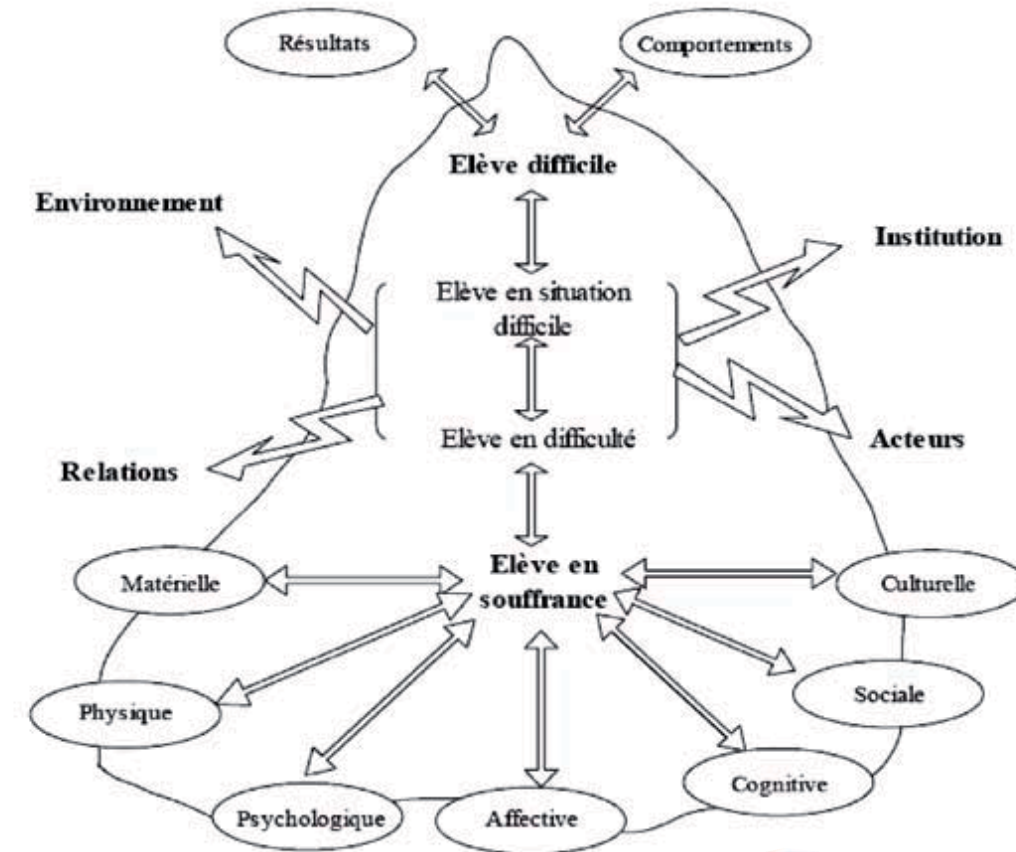 Résultats
Comportements
Elève difficile
Environnement
Institution
Elève en situation
difficile
Elève en difficulté
Acteurs
Relations
Elève en
souffrance
Matérielle
Culturelle
Physique
Sociale
Cognitive
Psychologique
Affective